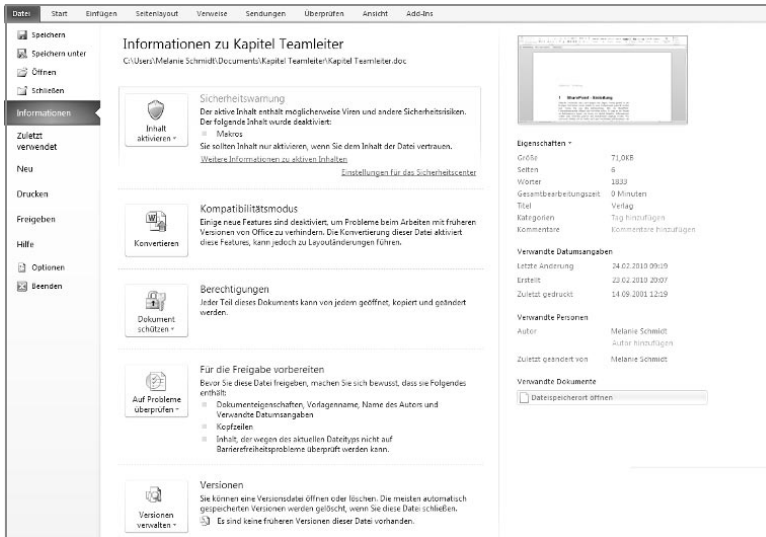 Datei Start Einfügen Seitenlayout Verweise Sendungen Überprüfen Ansicht Add-Ins
Speichern
Speichern unter
Öffnen
Schließen
Informationen
Zuletzt
verwendet
Neu
Drucken
Freigeben
Hilfe
Optionen
Beenden
Informationen zu Kapitel Teamleiter
C:\Users\Melanie Schmidt\Documents\Kapitel Teamleiter\Kapitel Teamleiter.doc
Inhalt
aktivieren
Sicherheitswarnung
Der aktive Inhalt enthält möglicherweise Viren und andere Sicherheitsrisiken.
Der folgende Inhalt wurde deaktiviert:
Makros
Sie sollten Inhalt nur aktivieren, wenn Sie dem Inhalt der Datei vertrauen.
Weitere Informationen zu aktiven Inhalten
Einstellungen für das Sicherheitscenter
Konvertieren
Kompatibilitätsmodus
Einige neue Features sind deaktiviert, um Probleme beim Arbeiten mit früheren
Versionen von Office zu verhindern. Die Konvertierung dieser Datei aktiviert
diese Features, kann jedoch zu Layoutänderungen führen.
Dokument
schützen
Berechtigungen
Jeder Teil dieses Dokuments kann von jedem geöffnet, kopiert und geändert
werden.
Auf Probleme
überprüfen
Für die Freigabe vorbereiten
Bevor Sie diese Datei freigeben, machen Sie sich bewusst, dass sie Folgendes
enthält:
Dokumenteigenschaften, Vorlagenname, Name des Autors und
Verwandte Datumsangaben
Kopfzeilen
Inhalt, der wegen des aktuellen Dateityps nicht auf
Barrierefreiheitsprobleme überprüft werden kann.
Versionen
verwalten
Versionen
Sie können eine Versionsdatei öffnen oder löschen. Die meisten automatisch
gespeicherten Versionen werden gelöscht, wenn Sie diese Datei schließen.
Es sind keine früheren Versionen dieser Datei vorhanden.
1 SharePoint - Einleitung
Eigenschaften
Größe 71,0KB
Seiten 6
Wörter 1833
Gesamtbearbeitungszeit 0 Minuten
Titel Verlag
Kategorien Tag hinzufügen
Kommentare Kommentare hinzufügen
Verwandte Datumsangaben
Letzte Änderung 24.02.2010 09:19
Erstellt 23.02.2010 20:07
Zuletzt gedruckt 14.09.2001 12:19
Verwandte Personen
Autor Melanie Schmidt
Autor hinzufügen
Zuletzt geändert von Melanie Schmidt
Verwandte Dokumente
Dateispeicherort öffnen